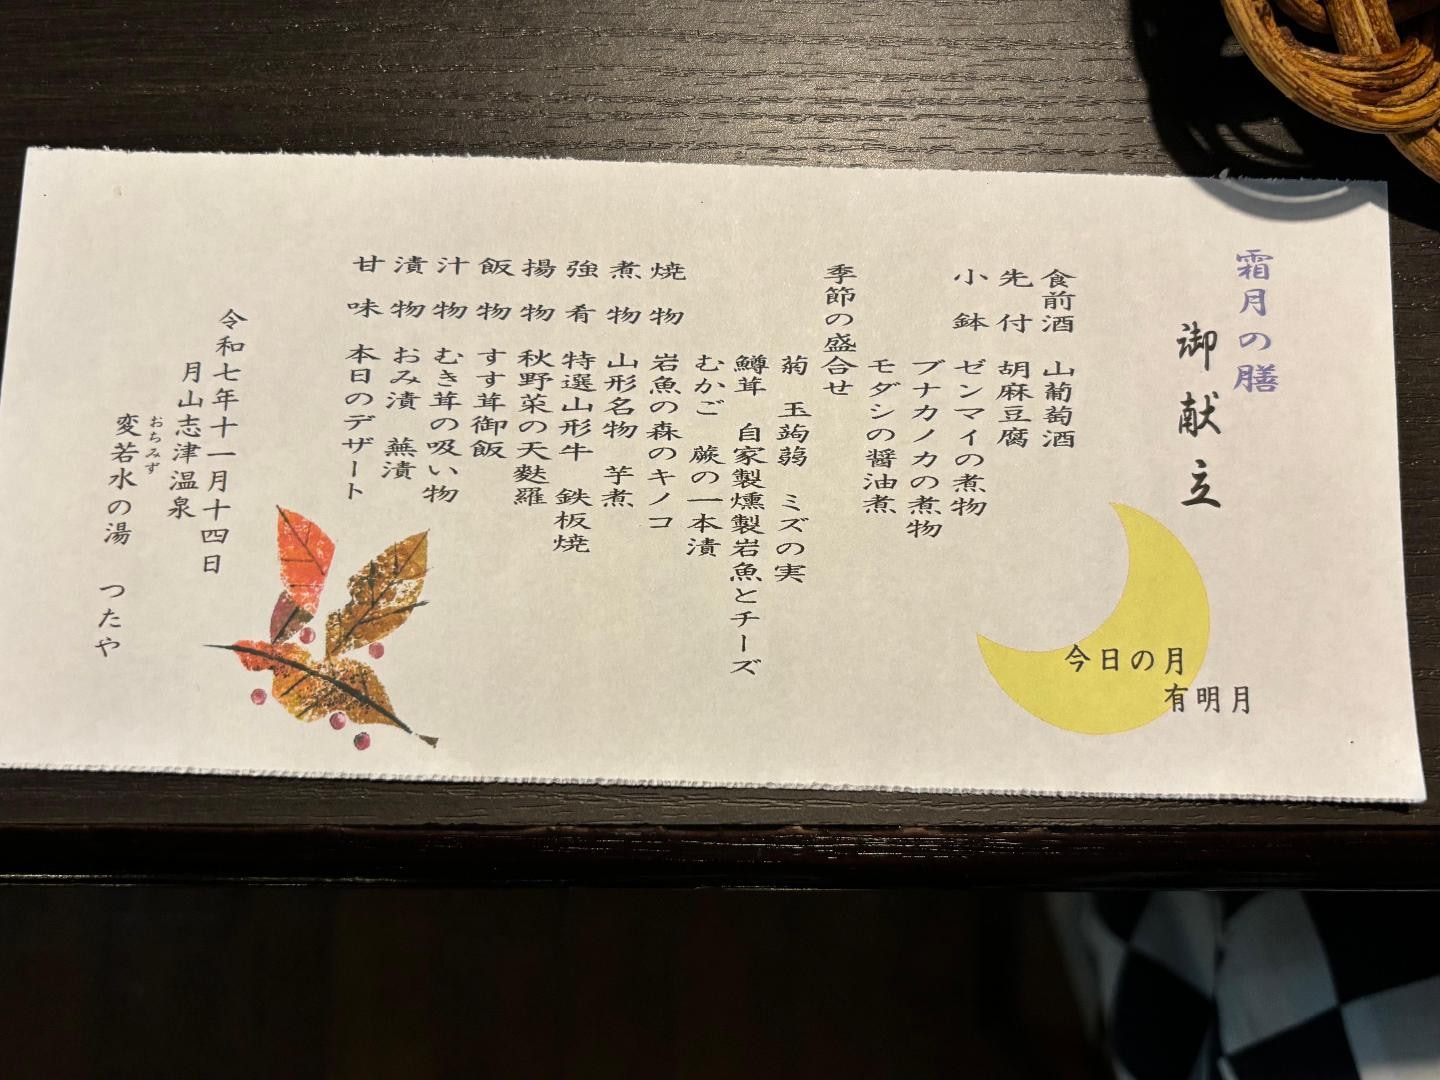 霜月の膳
御献立
食前酒　山葡萄酒
先付　胡麻豆腐
小鉢　ゼンマイの煮物
ブナカノカの煮物
モダシの醤油煮
季節の盛合せ
菊　玉蒟蒻　ミズの実
鱒茸　自家製燻製岩魚とチーズ
むかご　蕨の一本漬
焼物　岩魚の森のキノコ
煮物　山形名物　芋煮
強肴　特選山形牛　鉄板焼
揚物　秋野菜の天麩羅
飯物　すす茸御飯
汁物　むき茸の吸い物
漬物　おみ漬　蕪漬
甘味　本日のデザート
今日の月
有明月
令和七年十一月十四日
月山志津温泉
おちみず
変若水の湯　つたや